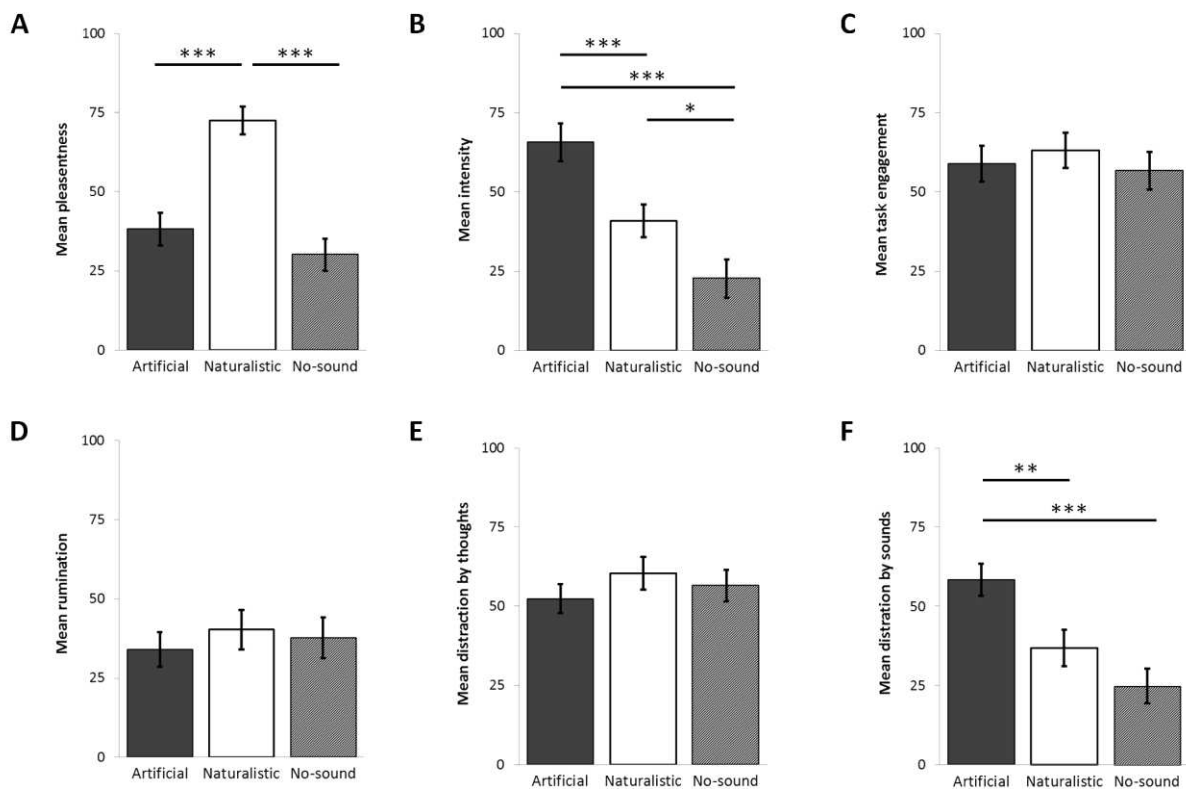 A
Mean pleasentness
100
75
50
25
0
*** ***
Artificial Naturalistic No-sound
B
Mean intensity
100
75
50
25
0
***
***
*
Artificial Naturalistic No-sound
C
Mean task engagement
100
75
50
25
0
Artificial Naturalistic No-sound
D
Mean rumination
100
75
50
25
0
Artificial Naturalistic No-sound
E
Mean distraction by thoughts
100
75
50
25
0
Artificial Naturalistic No-sound
F
Mean distration by sounds
100
75
50
25
0
**
***
Artificial Naturalistic No-sound